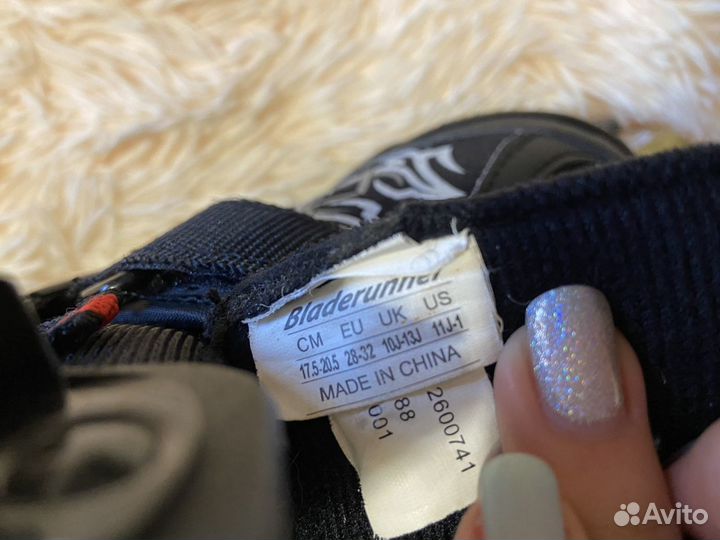 Bladerunner
CM EU UK US
17.5-20.5 28-32 10J-13J 11J-1
MADE IN CHINA
2600741
88
001
Avito